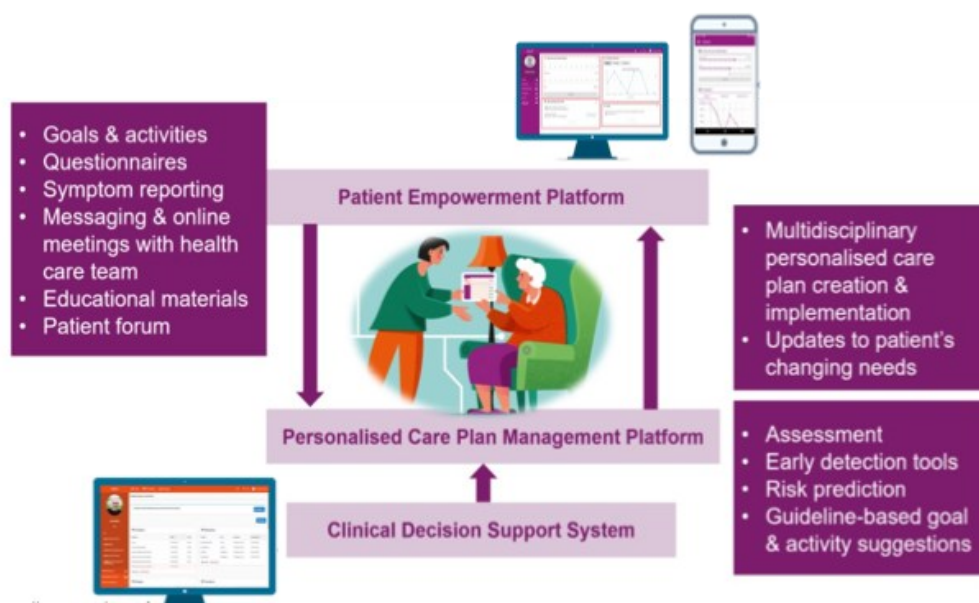 • Goals & activities
• Questionnaires
• Symptom reporting
• Messaging & online
meetings with health
care team
• Educational materials
• Patient forum
Patient Empowerment Platform
• Multidisciplinary
personalised care
plan creation &
implementation
• Updates to patient's
changing needs
Personalised Care Plan Management Platform
• Assessment
• Early detection tools
• Risk prediction
• Guideline-based goal
& activity suggestions
Clinical Decision Support System